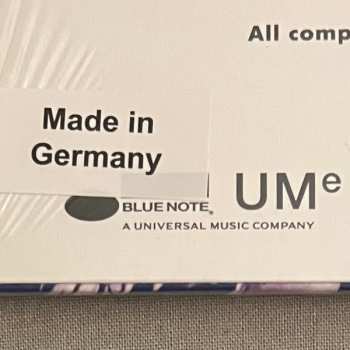 All comp
Made in
Germany
BLUE NOTE®
UMe
A UNIVERSAL MUSIC COMPANY